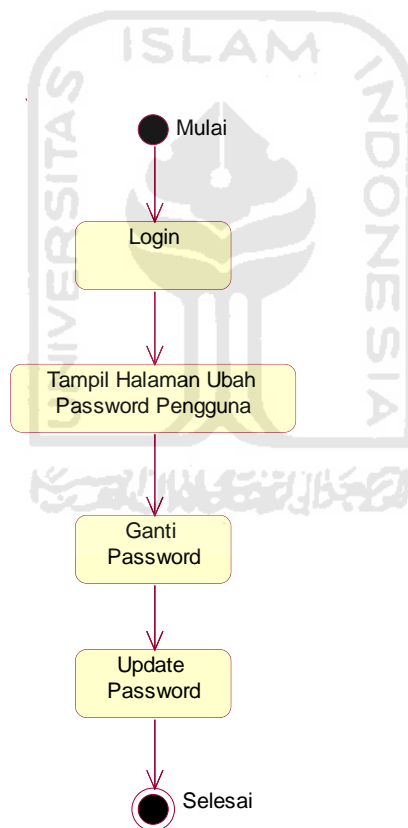 ISLAM
UNIVERSITAS
INDONESIA
Mulai
Login
Tampil Halaman Ubah
Password Pengguna
Ganti
Password
Update
Password
Selesai